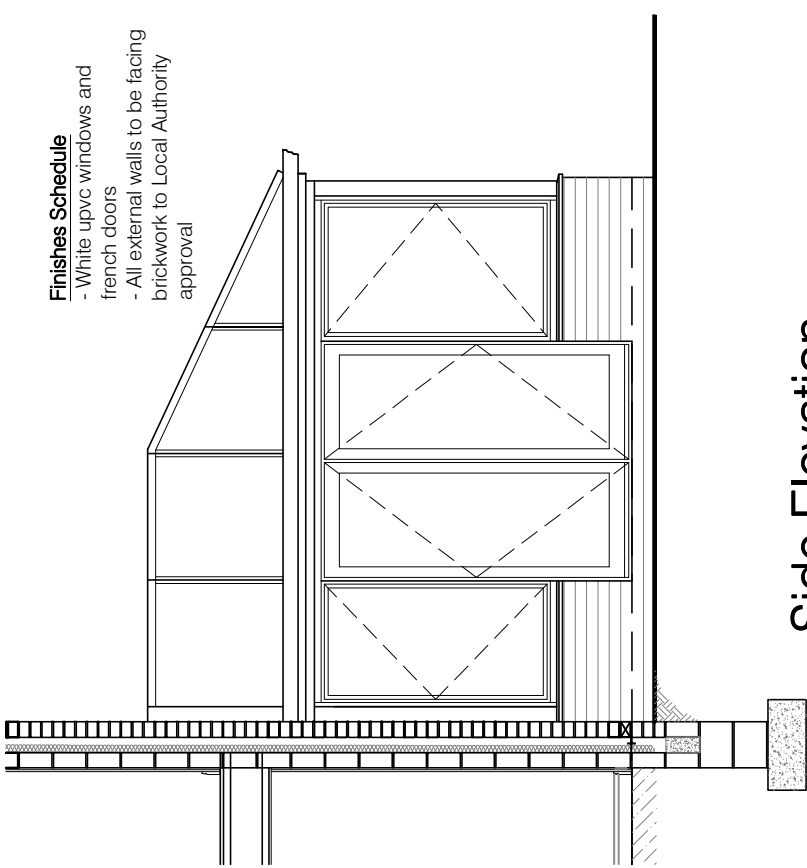 Finishes Schedule
- White upvc windows and
french doors
- All external walls to be facing
brickwork to Local Authority
approval
Side Elevation